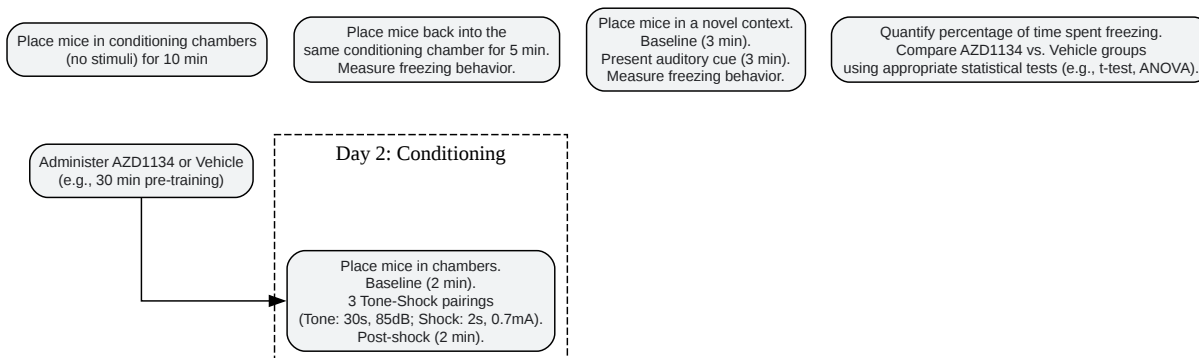 Place mice in conditioning chambers
(no stimuli) for 10 min
Place mice back into the
same conditioning chamber for 5 min.
Measure freezing behavior.
Place mice in a novel context.
Baseline (3 min).
Present auditory cue (3 min).
Measure freezing behavior.
Quantify percentage of time spent freezing.
Compare AZD1134 vs. Vehicle groups
using appropriate statistical tests (e.g., t-test, ANOVA).
Administer AZD1134 or Vehicle
(e.g., 30 min pre-training)
Day 2: Conditioning
Place mice in chambers.
Baseline (2 min).
3 Tone-Shock pairings
(Tone: 30s, 85dB; Shock: 2s, 0.7mA).
Post-shock (2 min).